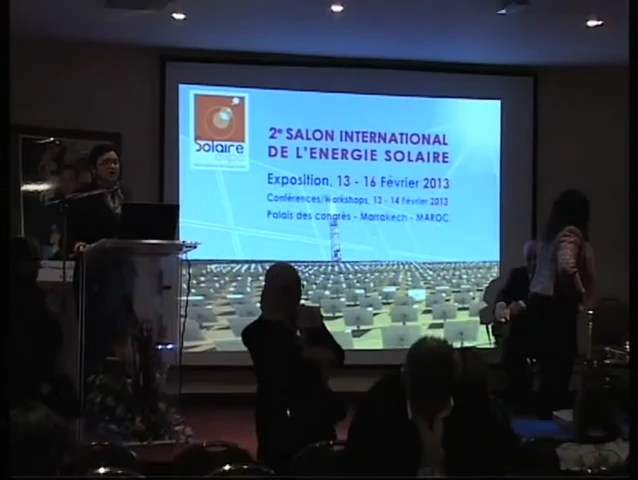 Solaire
2e SALON INTERNATIONAL
DE L'ENERGIE SOLAIRE
Exposition, 13 - 16 Février 2013
Conférences/Workshops, 13 - 14 Février 2013
Palais des congrès - Marrakech - MAROC